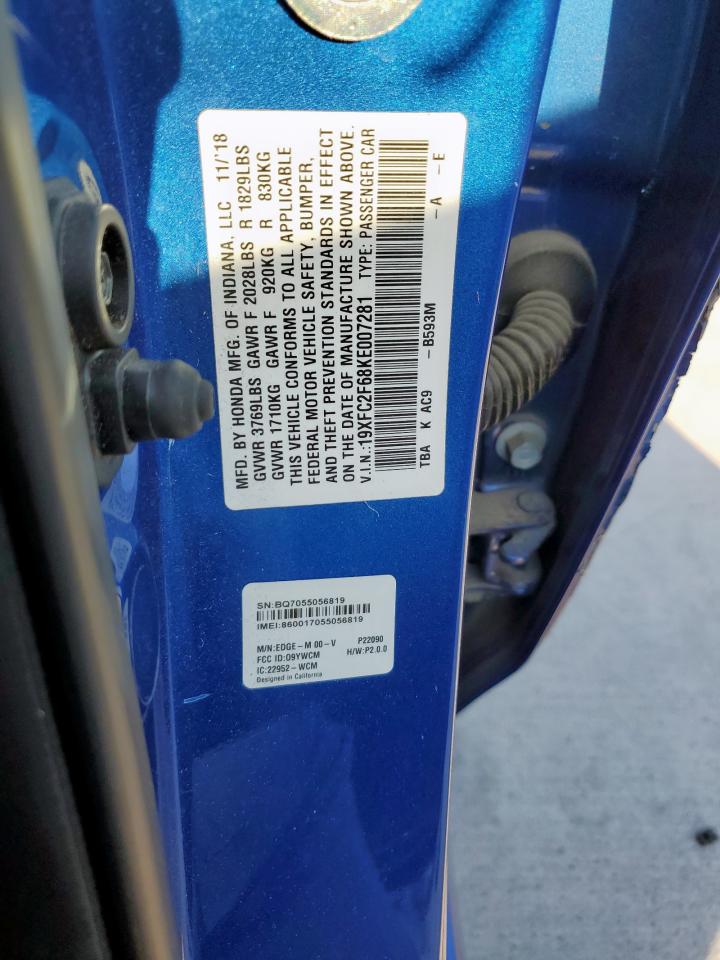 MFD. BY HONDA MFG. OF INDIANA, LLC 11/'18
GVWR 3769LBS GAWR F 2028LBS R 1829LBS
GVWR 1710KG GAWR F 920KG R 830KG
THIS VEHICLE CONFORMS TO ALL APPLICABLE
FEDERAL MOTOR VEHICLE SAFETY, BUMPER,
AND THEFT PREVENTION STANDARDS IN EFFECT
ON THE DATE OF MANUFACTURE SHOWN ABOVE.
V.I.N.:19XFC2F68KE007281 TYPE: PASSENGER CAR
TBA K AC9 -B593M -A -E
SN:BQ7055056819
IMEI:860017055056819
M/N:EDGE-M 00-V P22090
FCC ID:O9YWCM H/W:P2.0.0
IC:22952-WCM
Designed in California